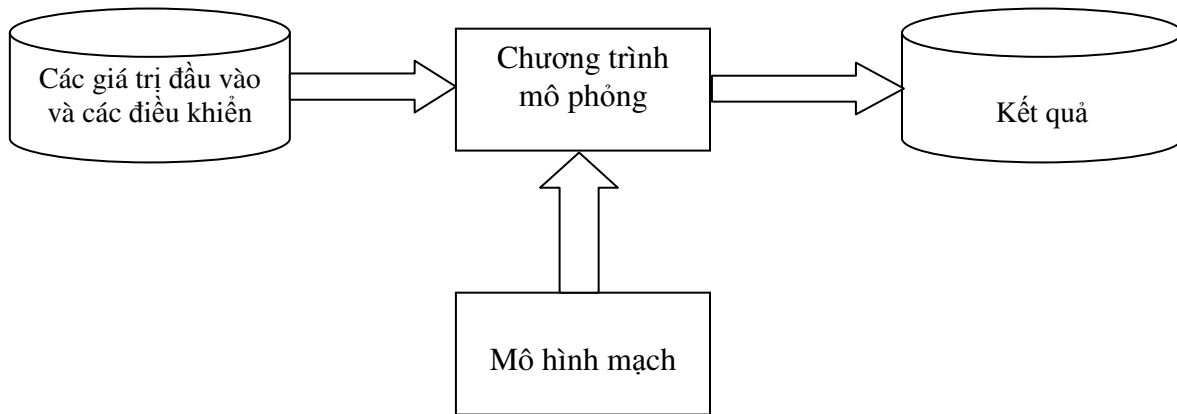 Các giá trị đầu vào
và các điều khiển
Chương trình
mô phỏng
Kết quả
Mô hình mạch